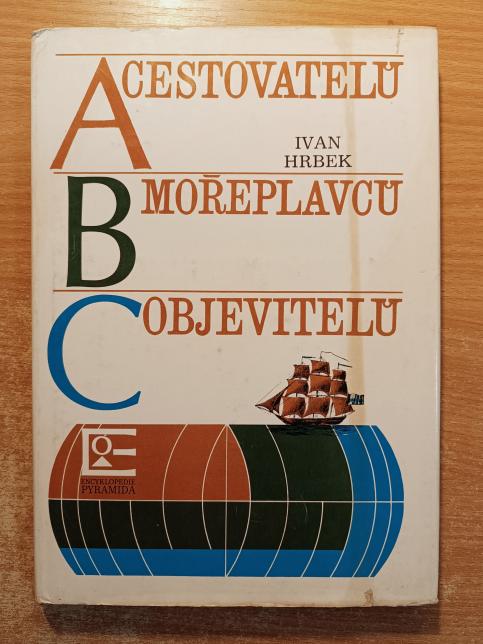 A CESTOVATELŮ
IVAN
HRBEK
B MOŘEPLAVCŮ
C OBJEVITELŮ
ENCYKLOPEDIE
PYRAMIDA